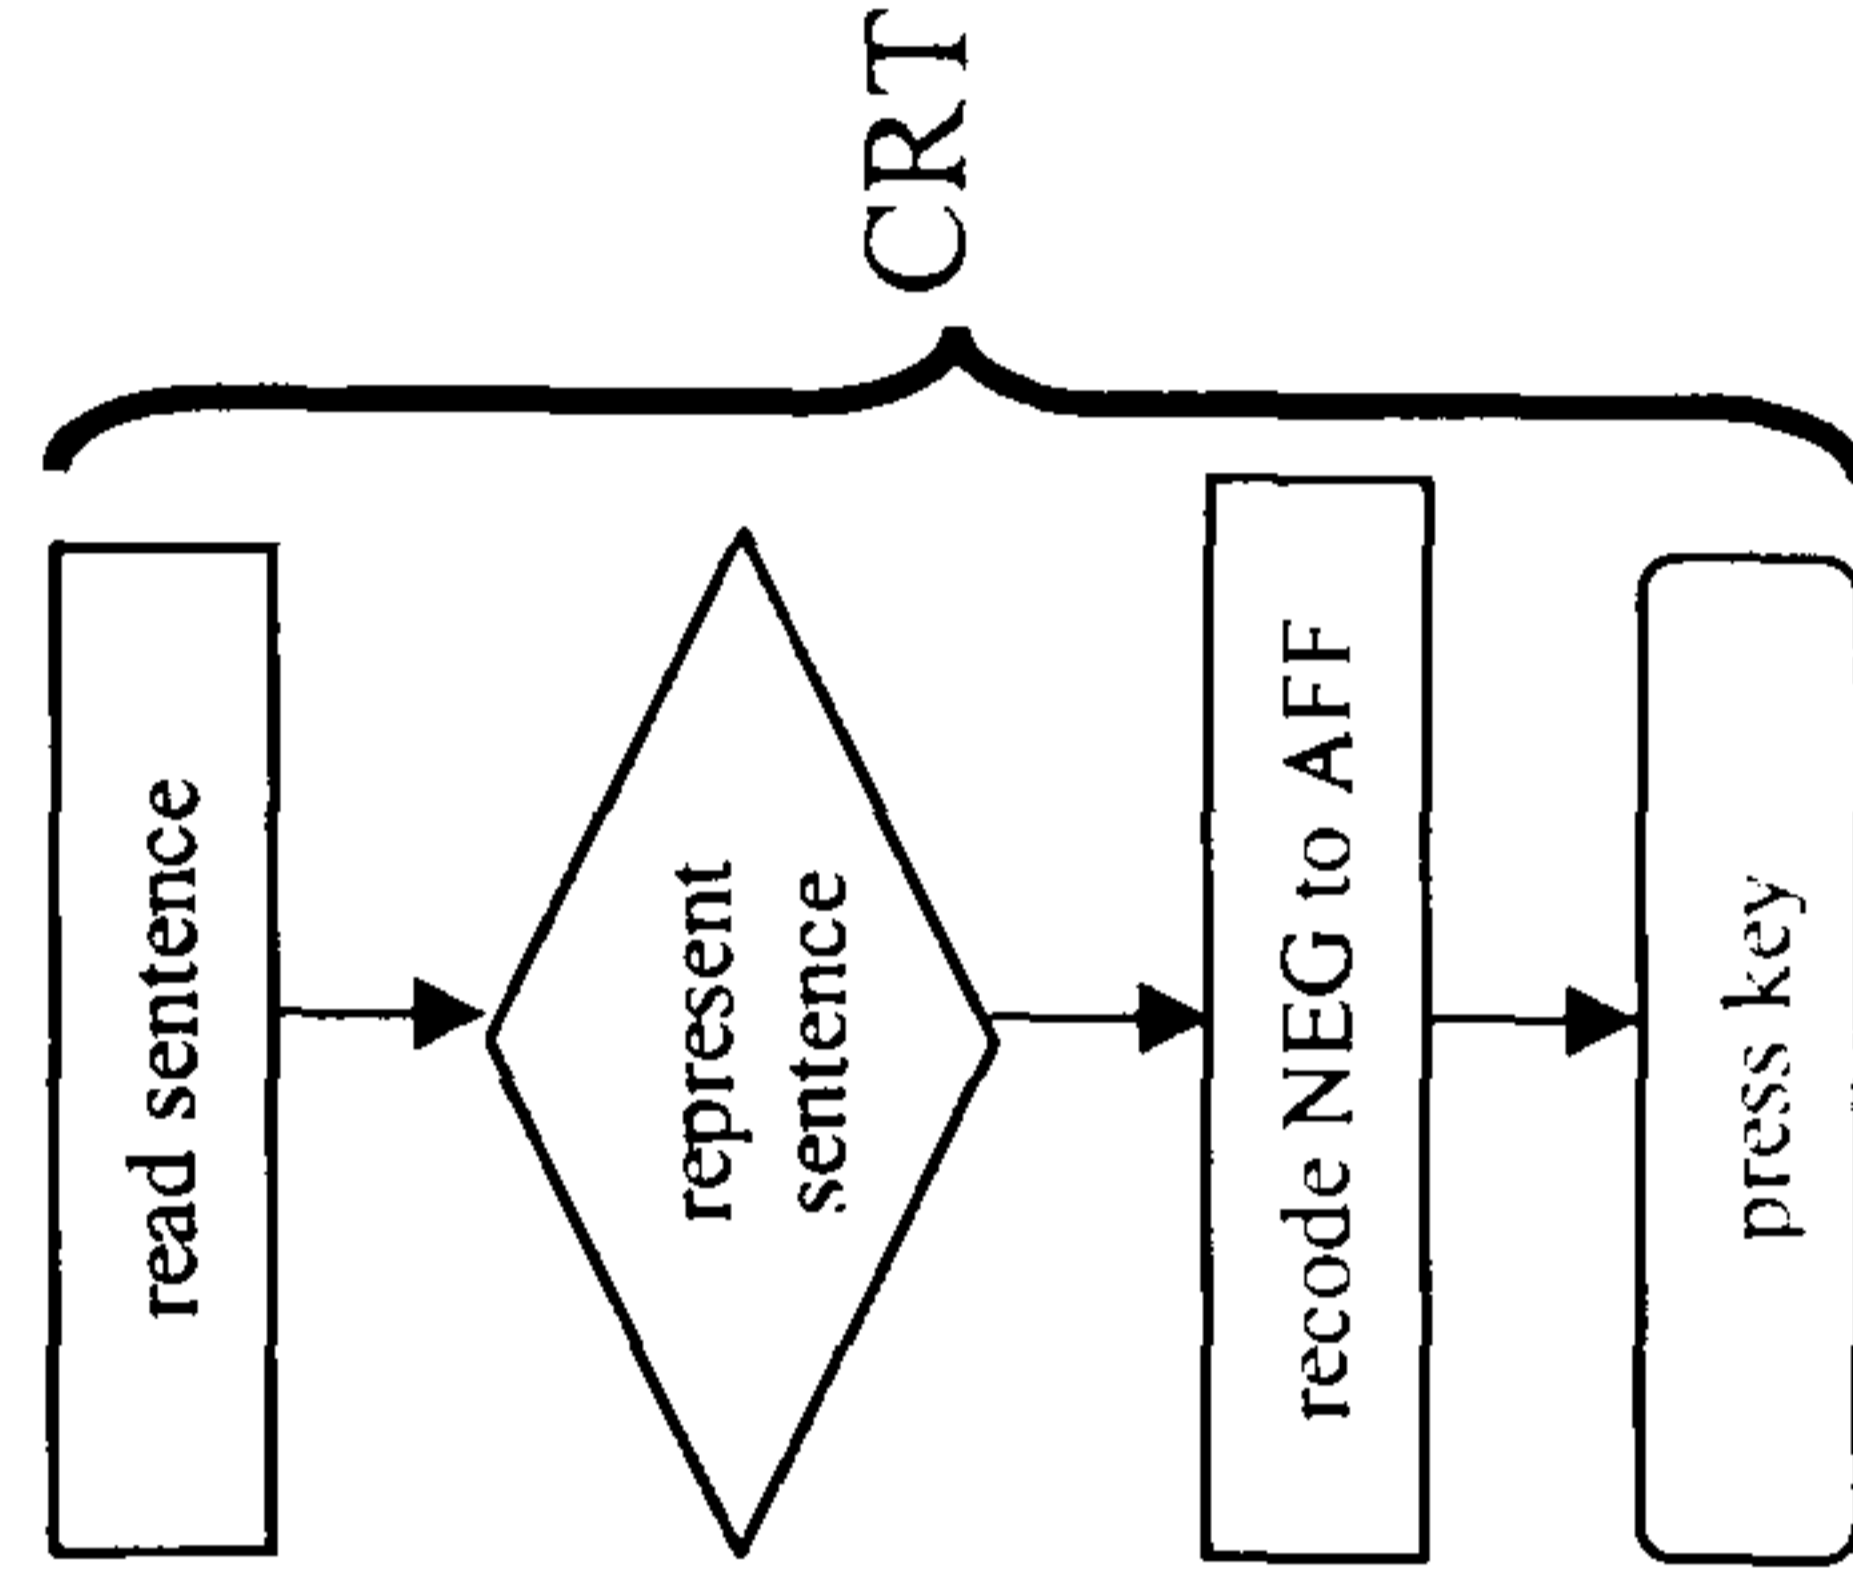 read sentence
represent
sentence
recode NEG to AFF
press key
CRT